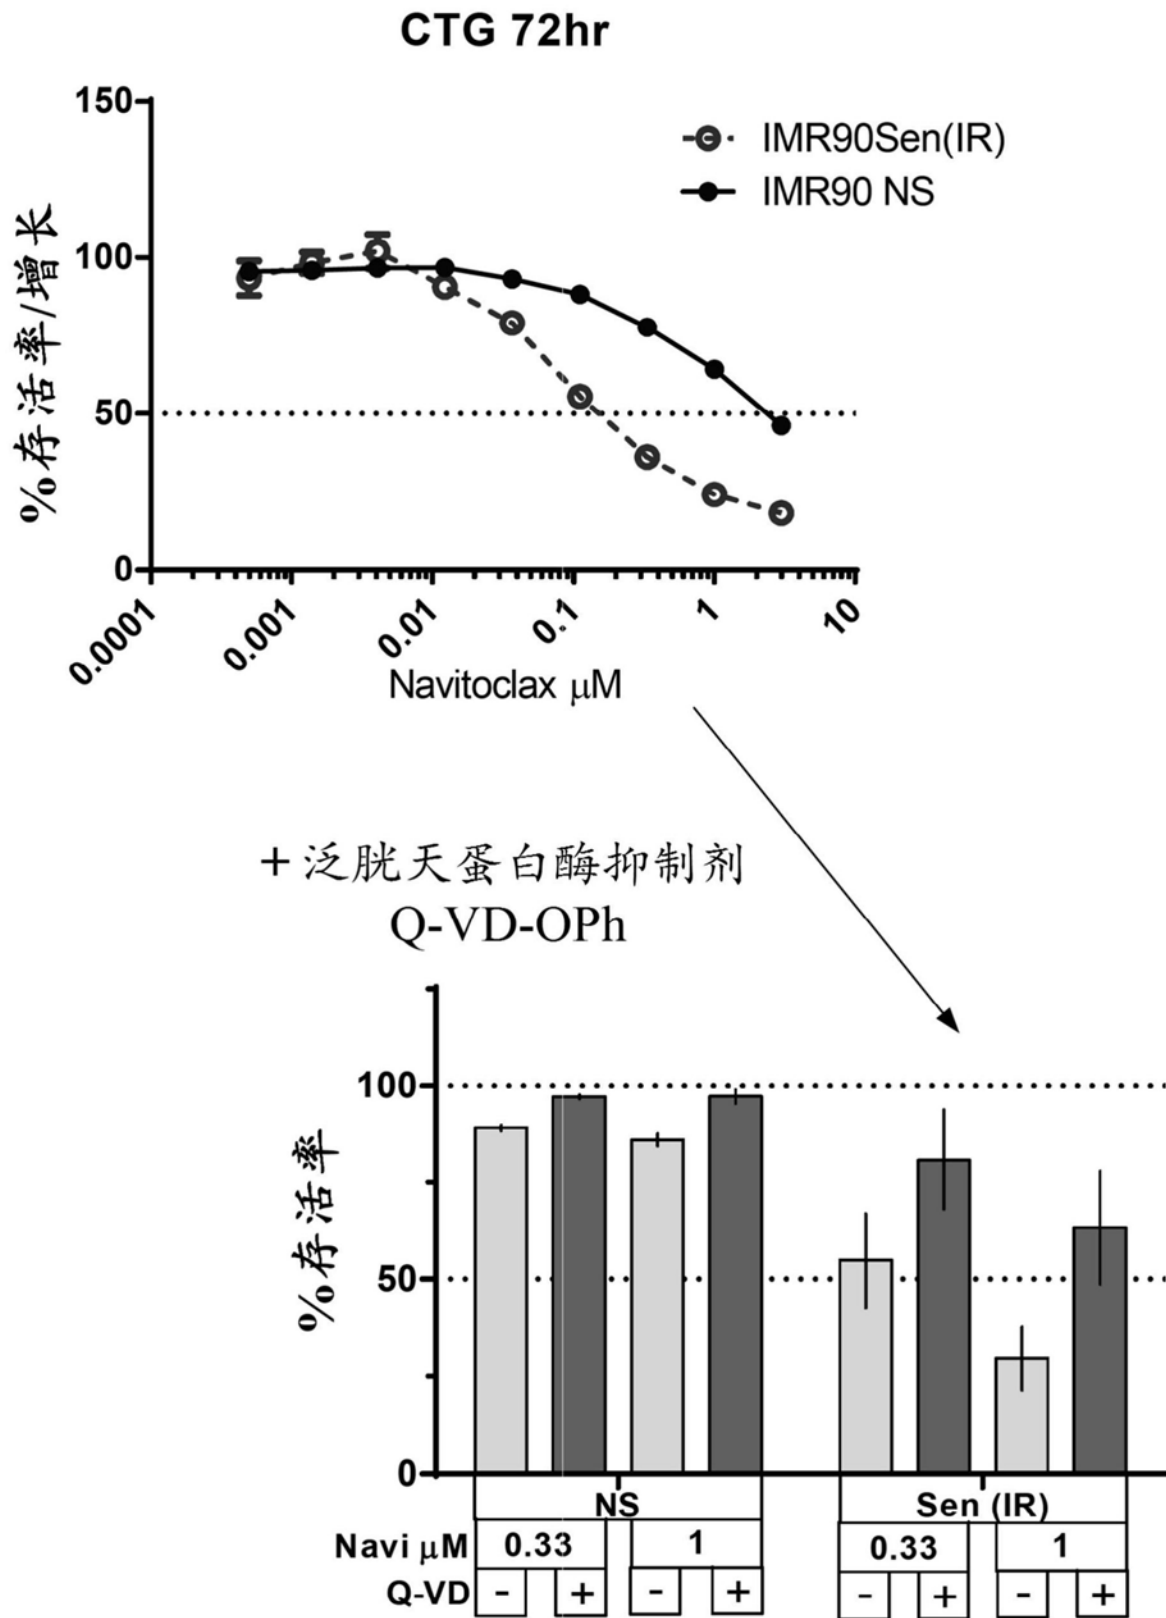 CTG 72hr
150
100
50
0
%存活率/增长
IMR90Sen(IR)
IMR90 NS
0.0001
0.001
0.01
0.1
1
10
Navitoclax μM
+泛胱天蛋白酶抑制剂
Q-VD-OPh
100
50
0
%存活率
NS
Sen (IR)
Navi μM 0.33 1 0.33 1
Q-VD - + - + - + - +